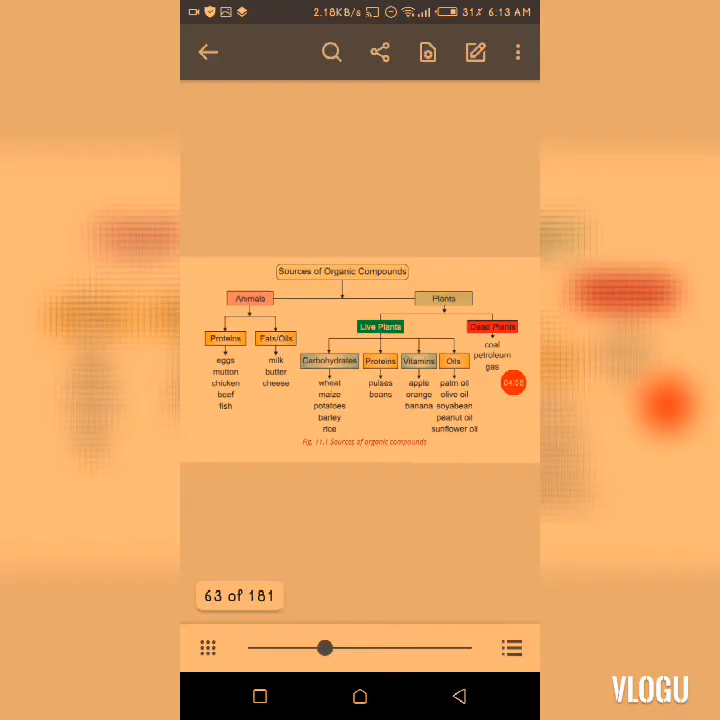 2.18KB/s 31% 6:13 AM
Sources of Organic Compounds
Animals Plants
Live Plants Dead Plants
Proteins Fats/Oils
Carbohydrates Proteins Vitamins Oils
eggs
mutton
chicken
beef
fish
milk
butter
cheese
wheat
maize
potatoes
barley
rice
pulses
beans
apple
orange
banana
palm oil
olive oil
soyabean
peanut oil
sunflower oil
coal
petroleum
gas
04:08
Fig. 11.1 Sources of organic compounds
63 of 181
VLOGU